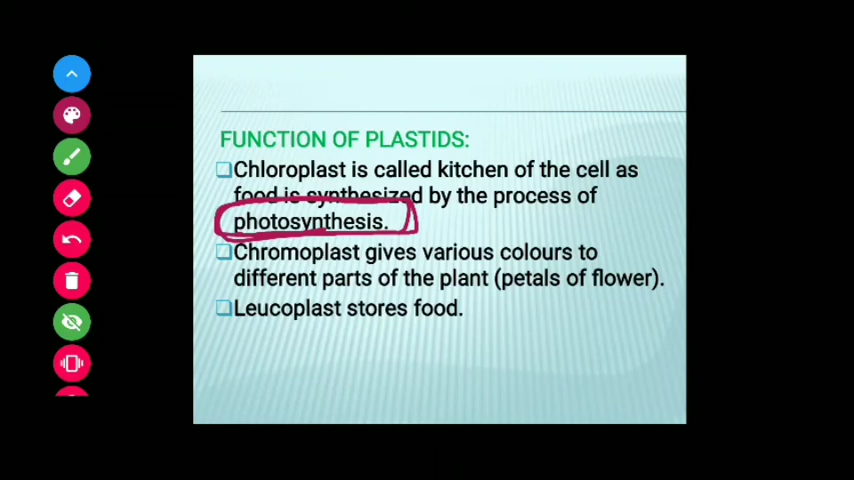 FUNCTION OF PLASTIDS:
Chloroplast is called kitchen of the cell as
food is synthesized by the process of
photosynthesis.
Chromoplast gives various colours to
different parts of the plant (petals of flower).
Leucoplast stores food.